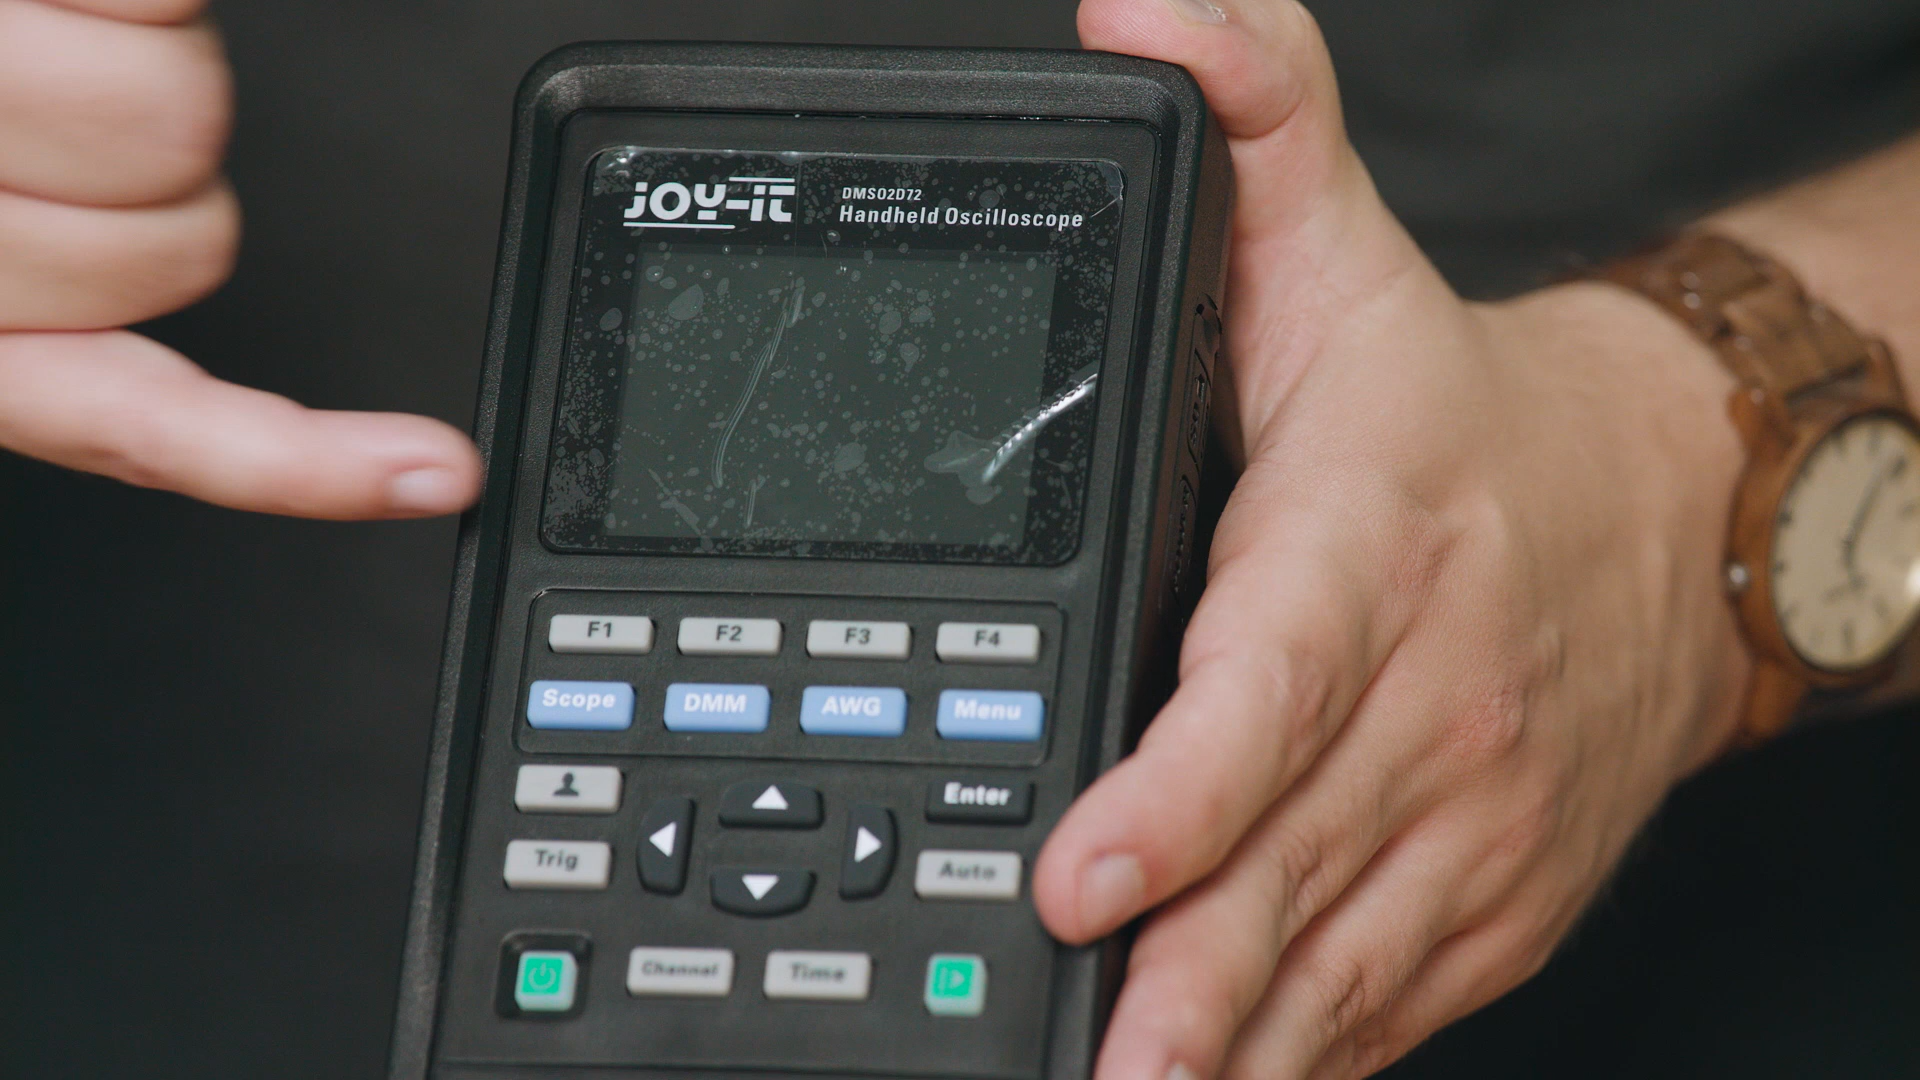 JOY-iT
DMSO2D72
Handheld Oscilloscope
F1 F2 F3 F4
Scope DMM AWG Menu
Enter
Trig Auto
Channel Time